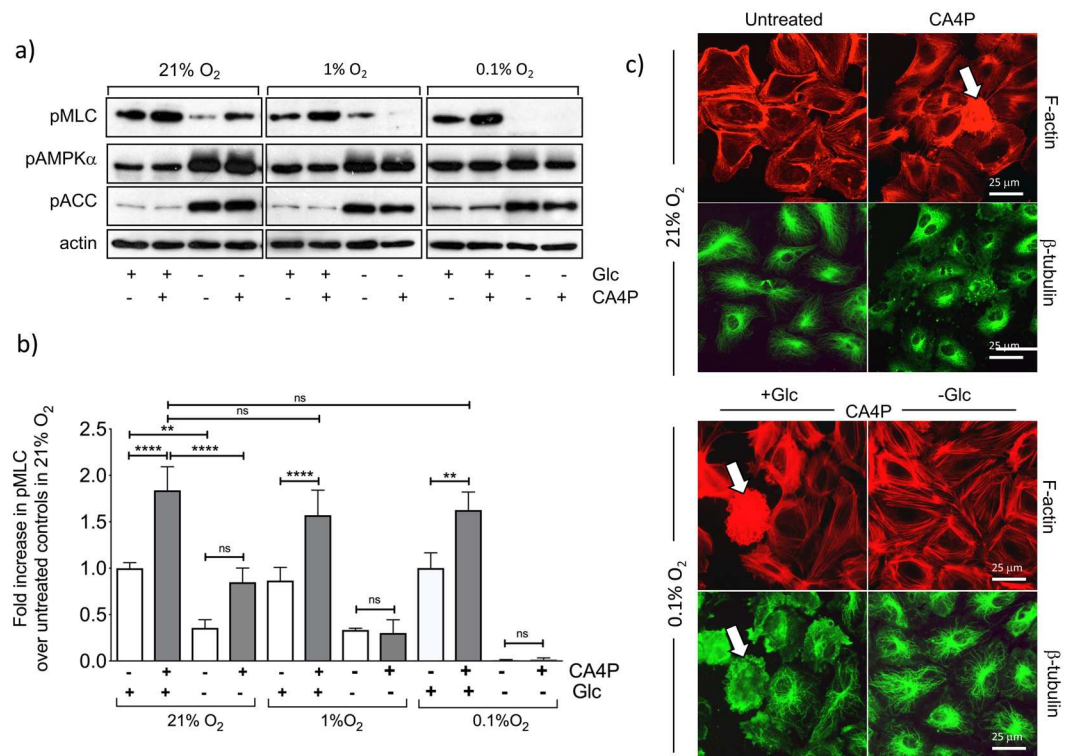 a)
21% O₂ 1% O₂ 0.1% O₂
pMLC
pAMPKα
pACC
actin
+ + - - + + - - + + - - Glc
- + - + - + - + - + - + CA4P
b)
Fold increase in pMLC
over untreated controls in 21% O₂
2.5
2.0
1.5
1.0
0.5
0.0
ns
ns
**
**** **** **** **
ns ns ns
- + - + - + - + - + - + CA4P
+ + - - + + - - + + - - Glc
21% O₂ 1%O₂ 0.1%O₂
c)
Untreated CA4P
21% O₂
F-actin
25 µm
β-tubulin
25 µm
+Glc CA4P -Glc
0.1% O₂
F-actin
25 µm
β-tubulin
25 µm